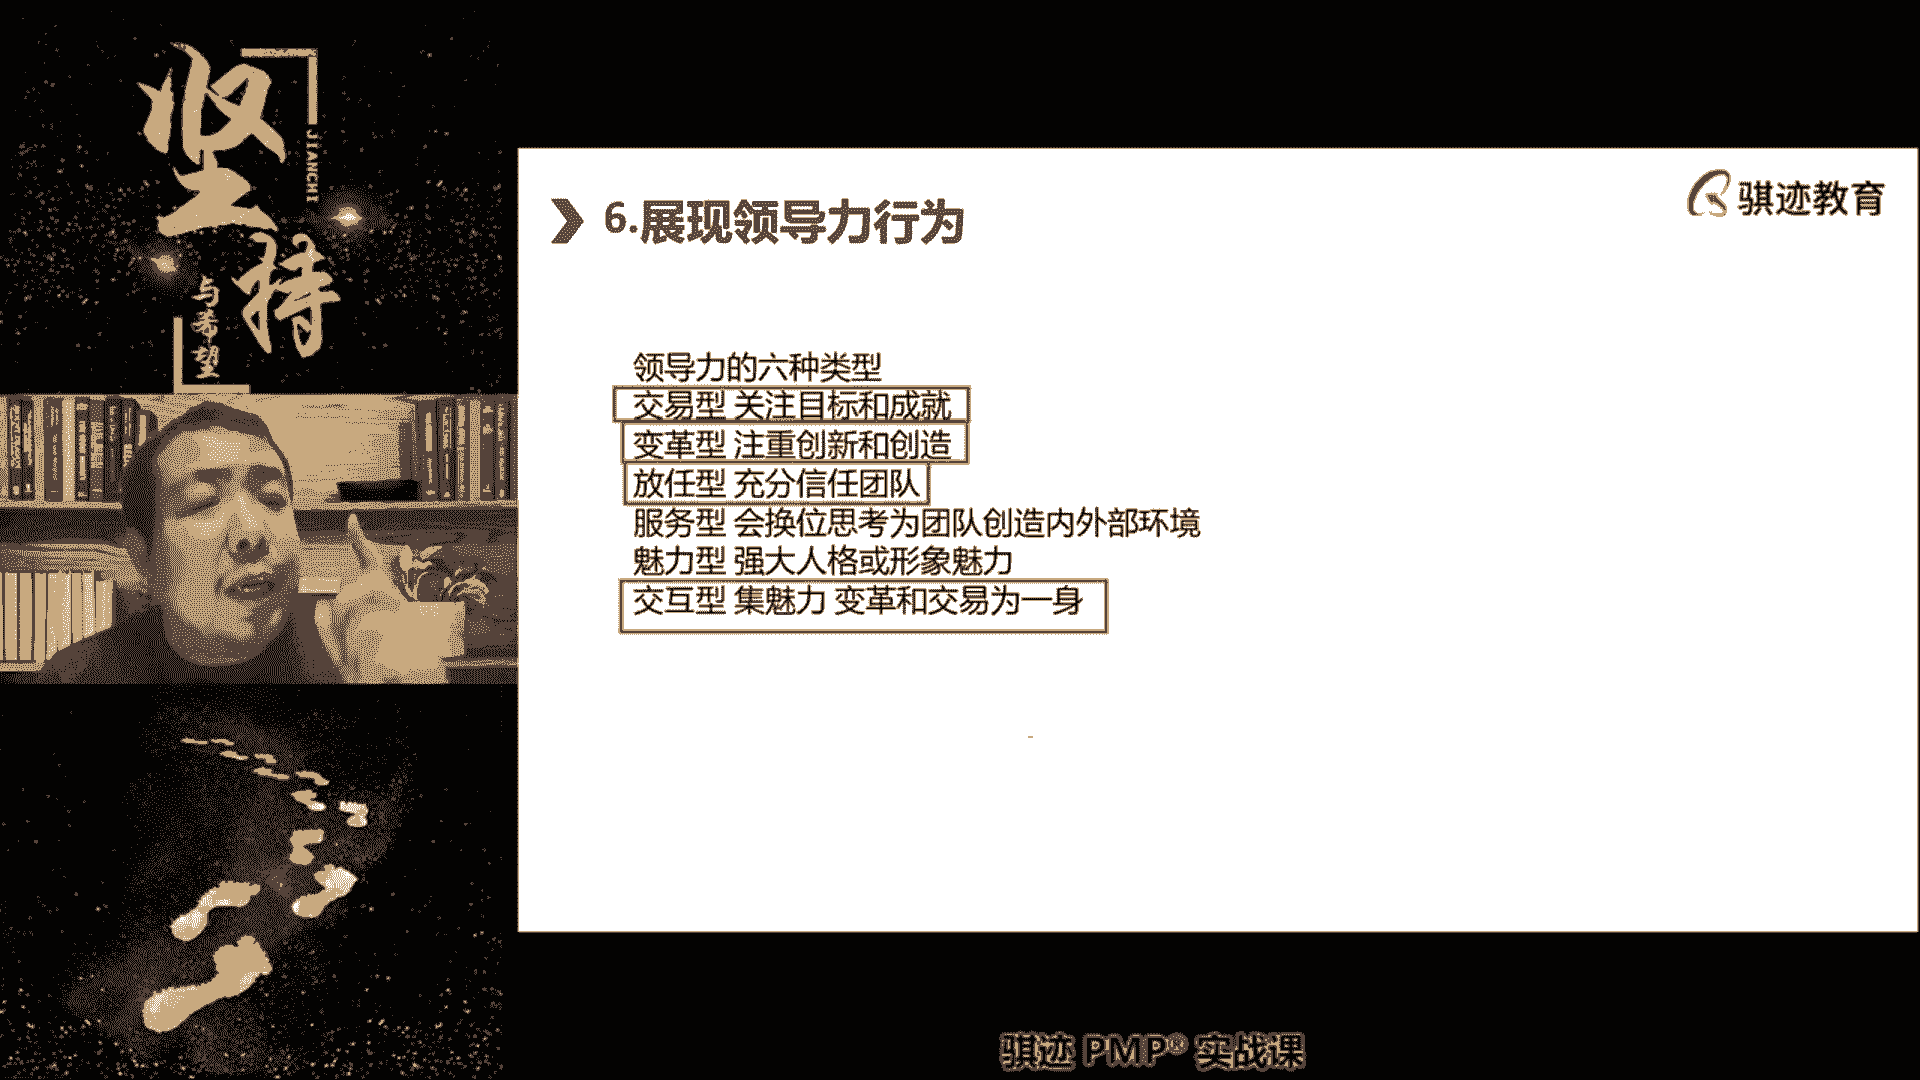 坚持
JIANCHI
与希望
骐迹教育
6.展现领导力行为
领导力的六种类型
交易型 关注目标和成就
变革型 注重创新和创造
放任型 充分信任团队
服务型 会换位思考为团队创造内外部环境
魅力型 强大人格或形象魅力
交互型 集魅力 变革和交易为一身
骐迹 PMP® 实战课